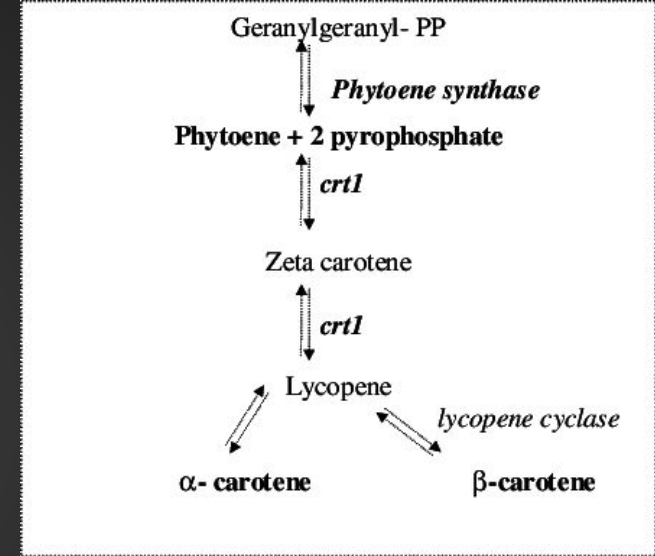 Geranylgeranyl- PP
Phytoene synthase
Phytoene + 2 pyrophosphate
crt1
Zeta carotene
crt1
Lycopene
lycopene cyclase
α- carotene
β-carotene